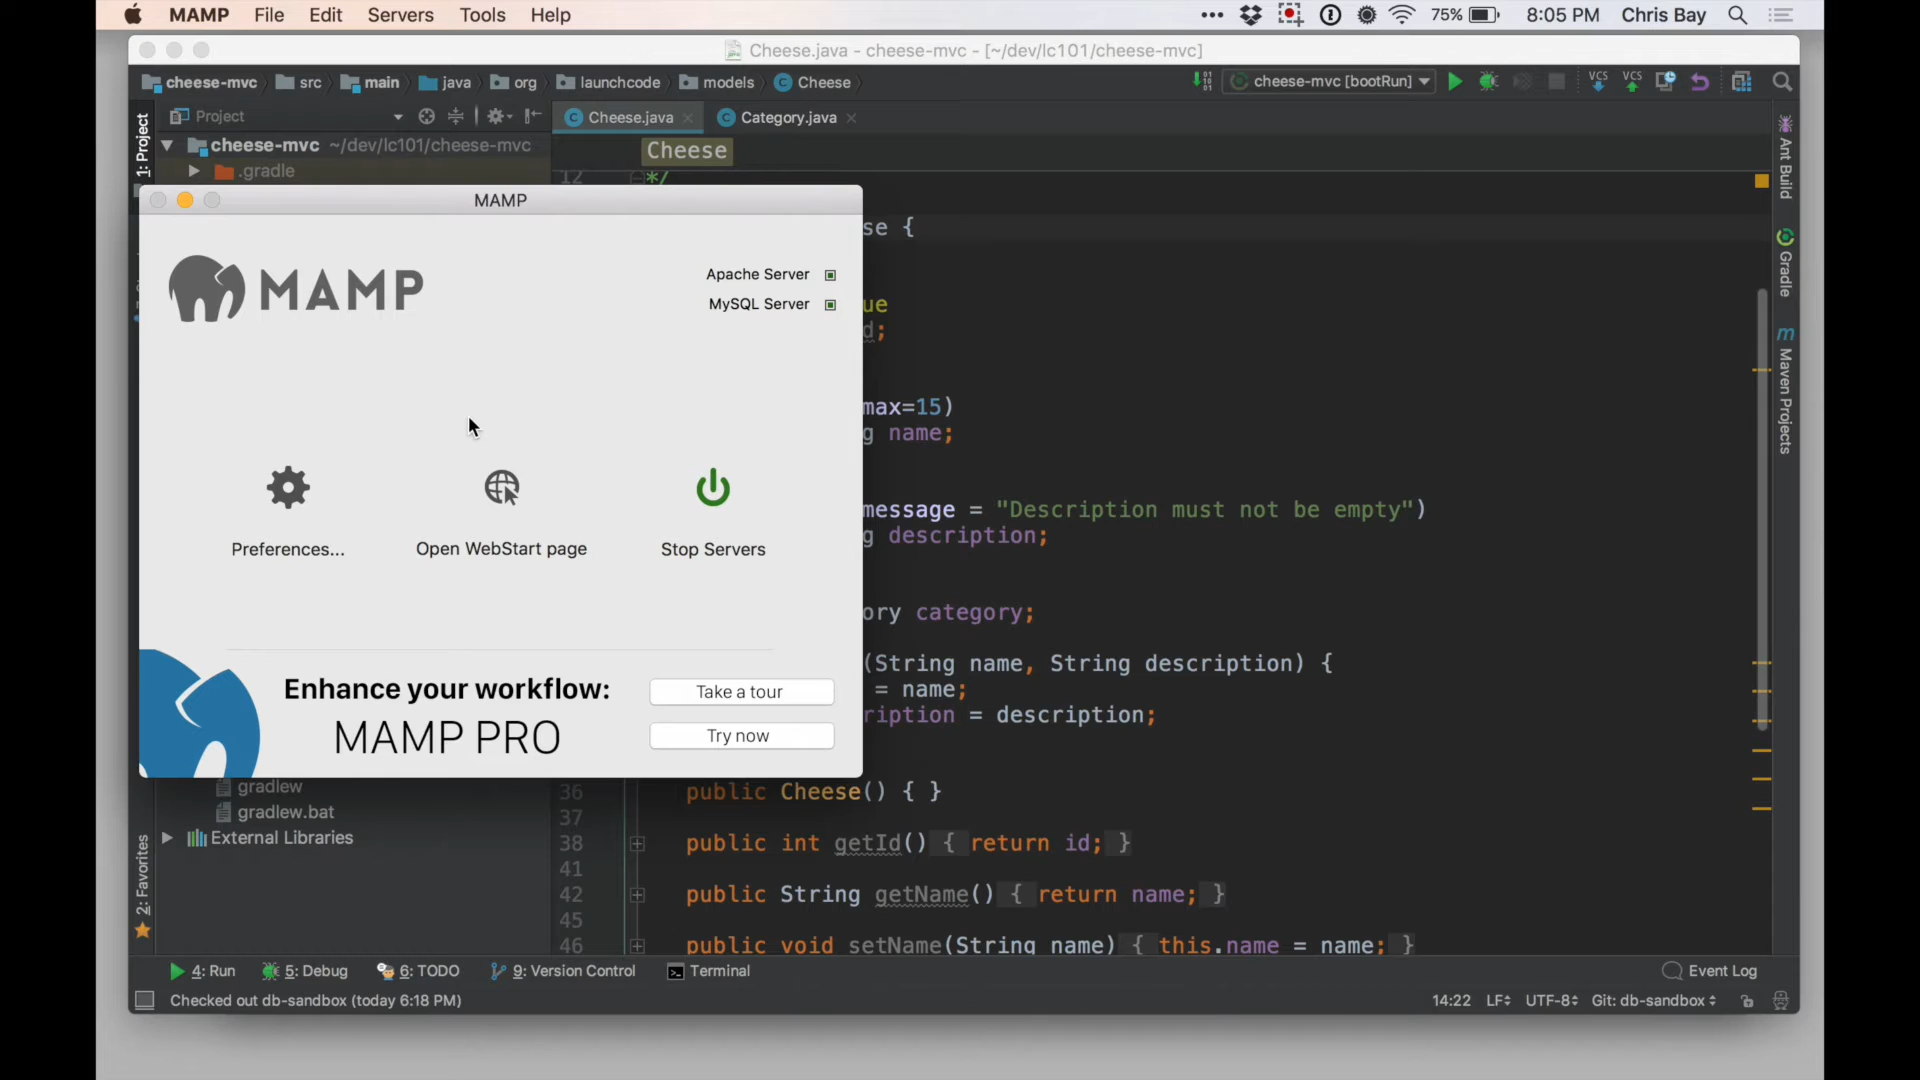 MAMP File Edit Servers Tools Help 75% 8:05 PM Chris Bay
Cheese.java - cheese-mvc - [~/dev/lc101/cheese-mvc]
cheese-mvc src main java org launchcode models Cheese cheese-mvc [bootRun] VCS VCS
Project Cheese.java Category.java
1: Project
cheese-mvc ~/dev/lc101/cheese-mvc
.gradle
Cheese
12 */
MAMP
MAMP
Apache Server
MySQL Server
Preferences...
Open WebStart page
Stop Servers
Enhance your workflow:
MAMP PRO
Take a tour
Try now
se {
ue
d;
max=15)
g name;
message = "Description must not be empty")
g description;
ory category;
(String name, String description) {
= name;
ription = description;
gradlew
gradlew.bat
External Libraries
36 public Cheese() { }
37
38 public int getId() { return id; }
41
42 public String getName() { return name; }
45
46 public void setName(String name) { this.name = name; }
2: Favorites
Ant Build
Gradle
m Maven Projects
4: Run 5: Debug 6: TODO 9: Version Control Terminal Event Log
Checked out db-sandbox (today 6:18 PM) 14:22 LF UTF-8 Git: db-sandbox